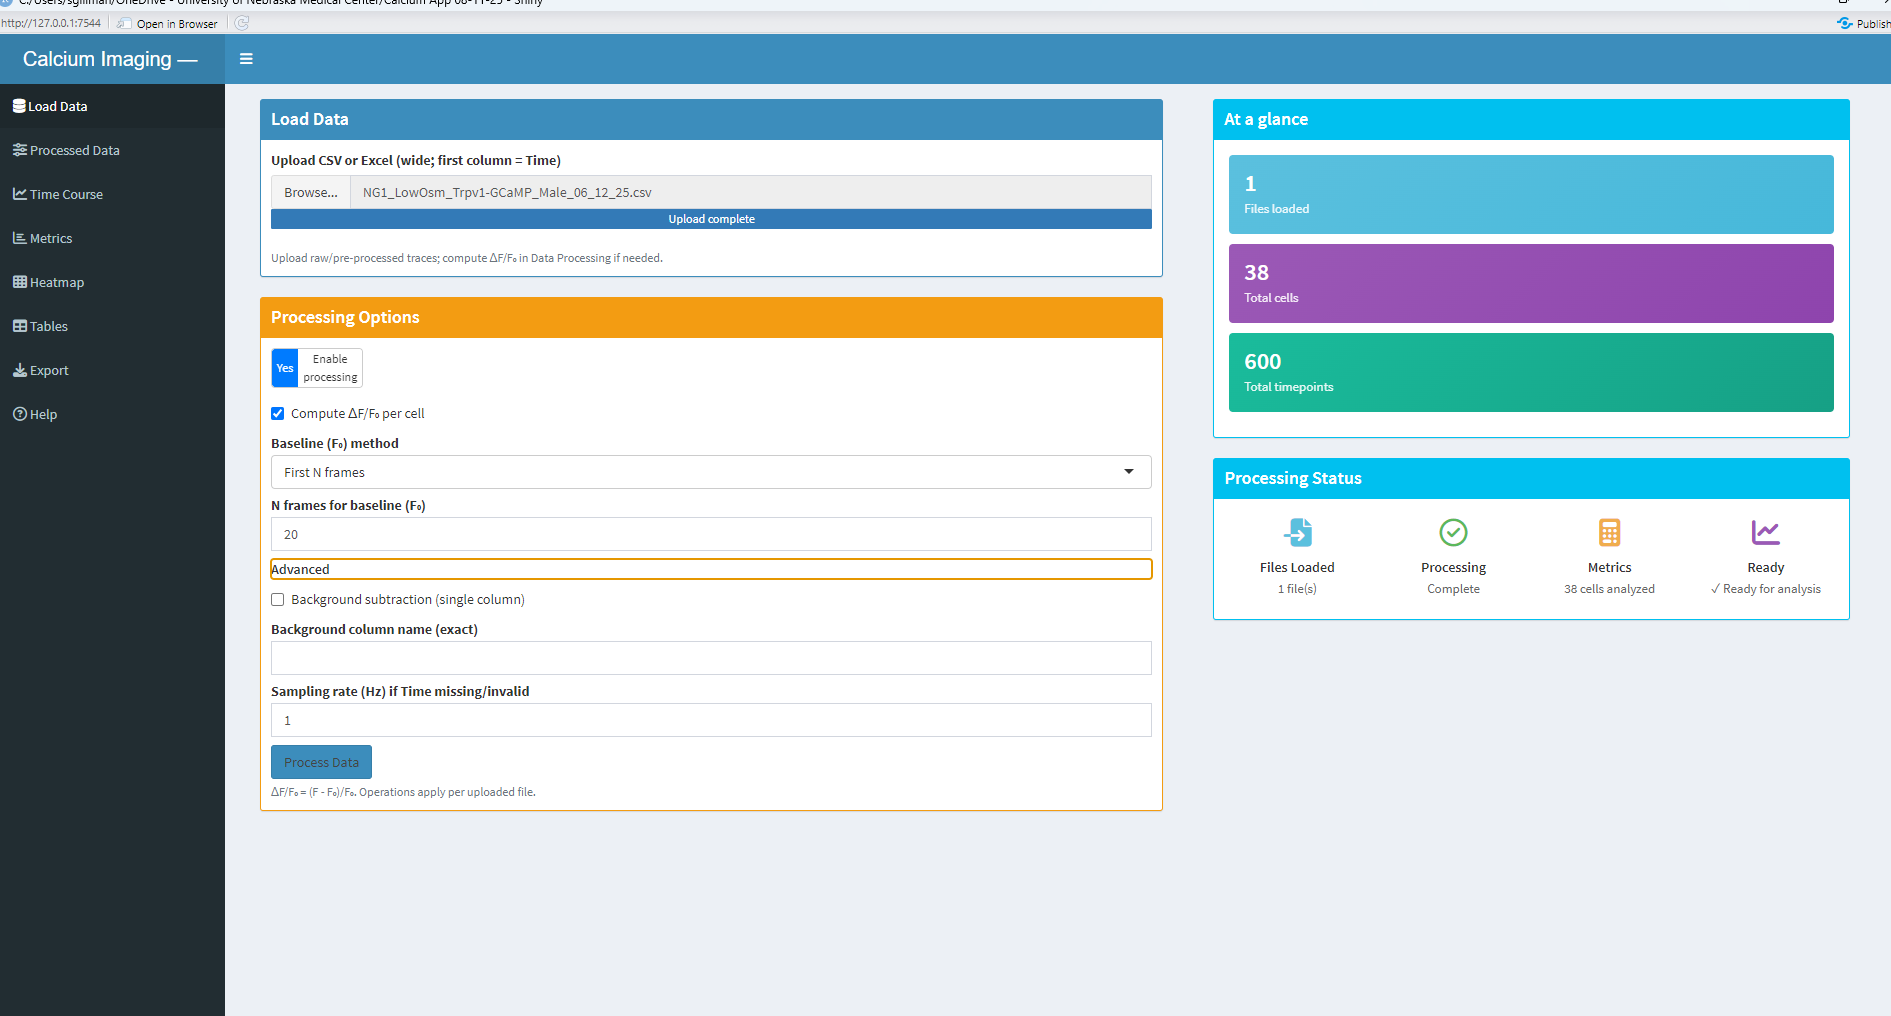 C:/Users/sgillman/OneDrive - University of Nebraska Medical Center/Calcium App 08-11-25 - Shiny
http://127.0.0.1:7544
Open in Browser
Publish
Calcium Imaging —
Load Data
Processed Data
Time Course
Metrics
Heatmap
Tables
Export
Help
Load Data
Upload CSV or Excel (wide; first column = Time)
Browse...
NG1_LowOsm_Trpv1-GCaMP_Male_06_12_25.csv
Upload complete
Upload raw/pre-processed traces; compute ΔF/F₀ in Data Processing if needed.
Processing Options
Yes
Enable
processing
Compute ΔF/F₀ per cell
Baseline (F₀) method
First N frames
N frames for baseline (F₀)
20
Advanced
Background subtraction (single column)
Background column name (exact)
Sampling rate (Hz) if Time missing/invalid
1
Process Data
ΔF/F₀ = (F - F₀)/F₀. Operations apply per uploaded file.
At a glance
1
Files loaded
38
Total cells
600
Total timepoints
Processing Status
Files Loaded
1 file(s)
Processing
Complete
Metrics
38 cells analyzed
Ready
✓ Ready for analysis